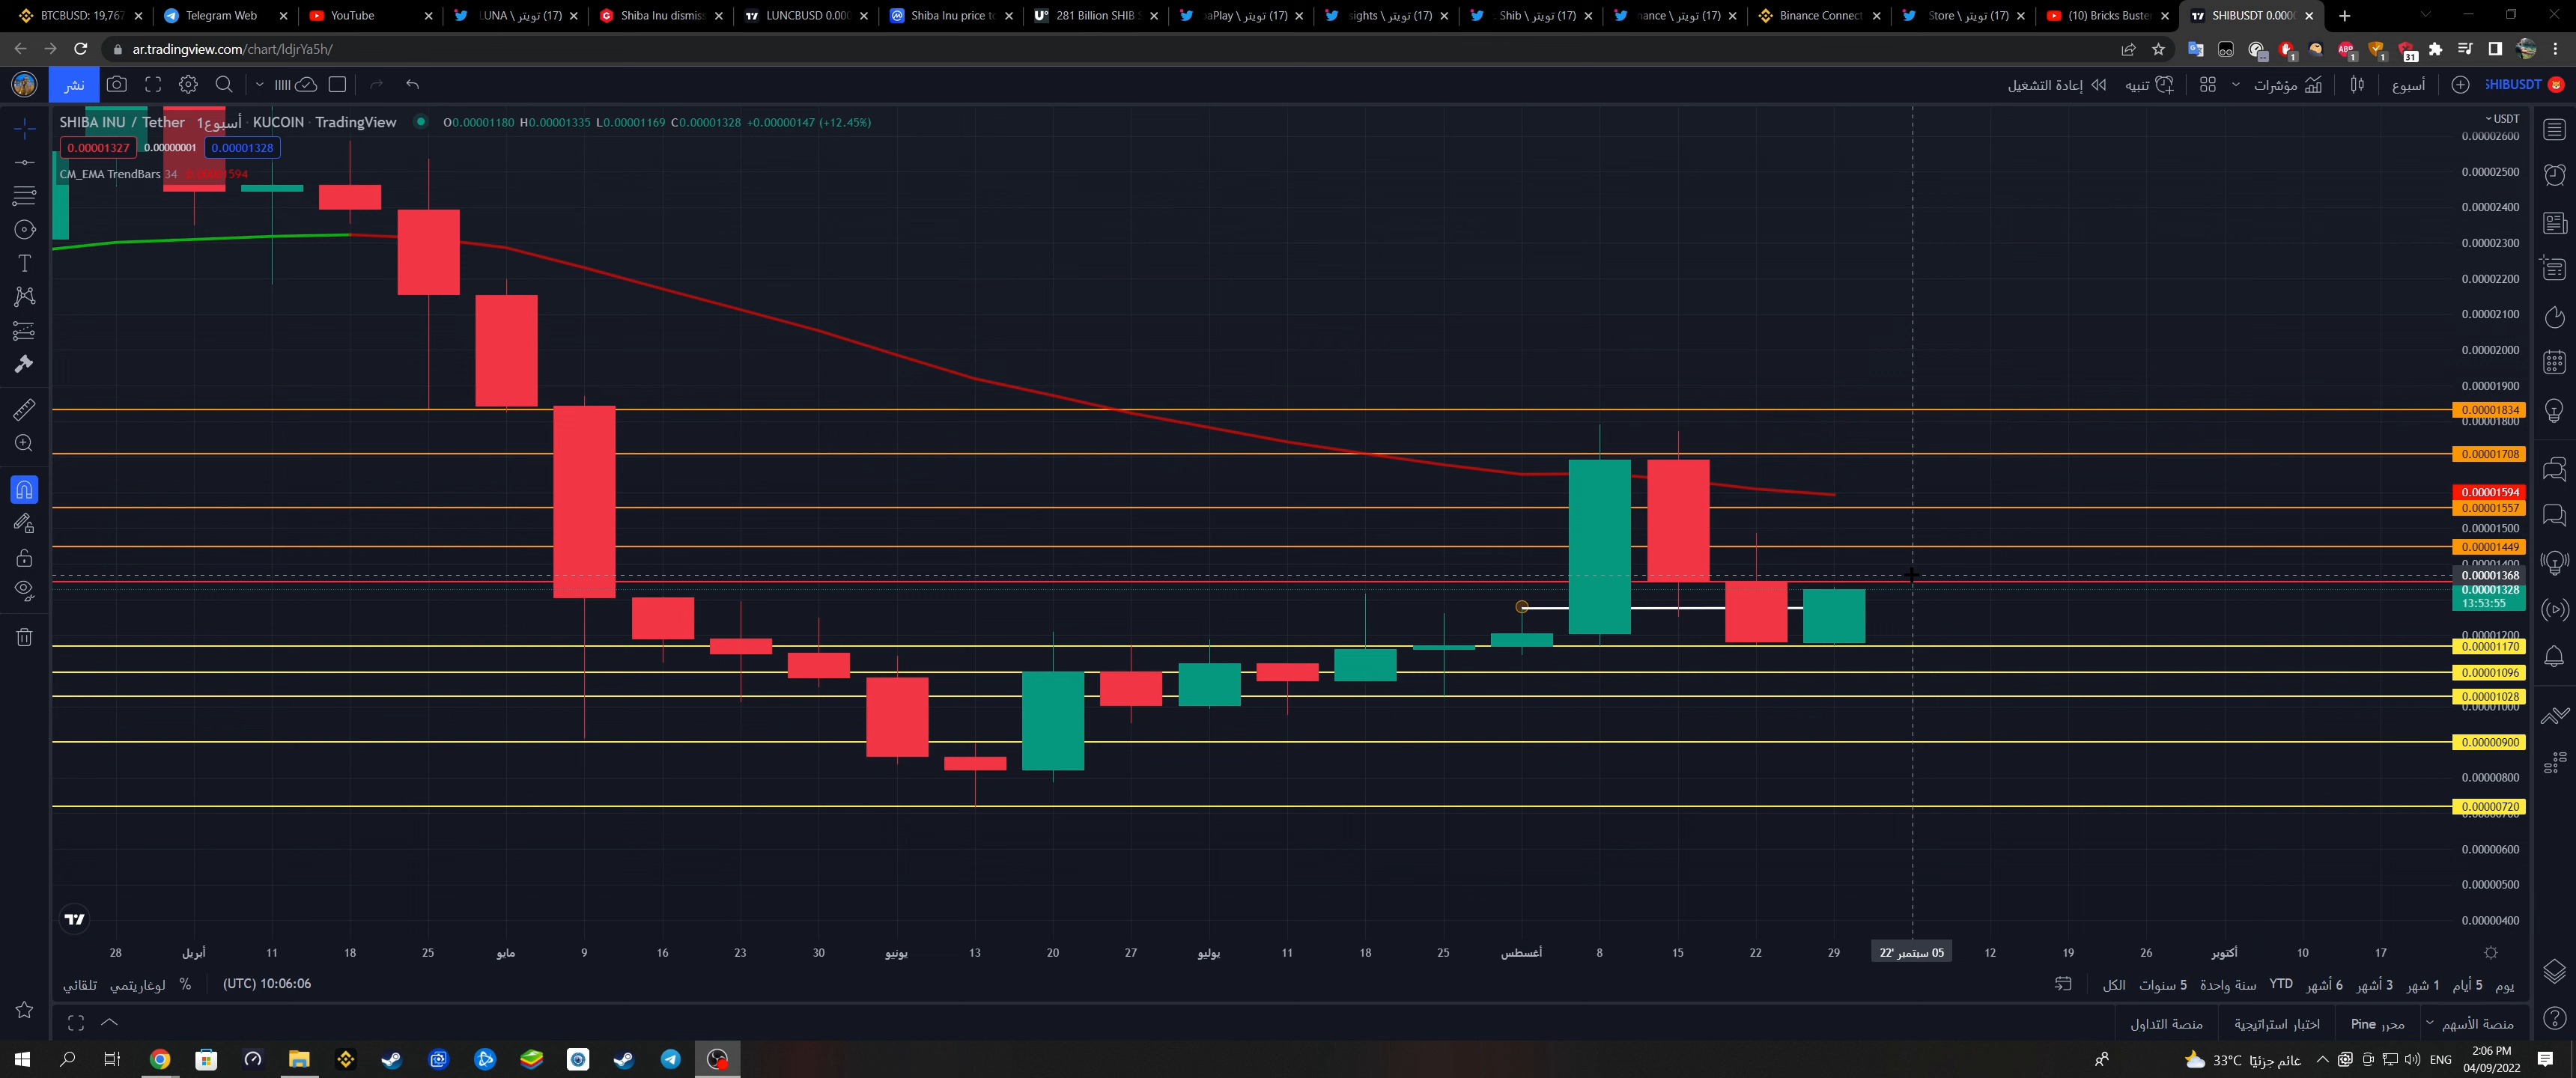 BTCBUSD: 19,767
Telegram Web
YouTube
LUNA \ تويتر (17)
Shiba Inu dismiss
LUNCBUSD 0.000
Shiba Inu price to
281 Billion SHIB
aPlay \ تويتر (17)
sights \ تويتر (17)
Shib \ تويتر (17)
nance \ تويتر (17)
Binance Connect
Store \ تويتر (17)
(10) Bricks Buste
SHIBUSDT 0.000
ar.tradingview.com/chart/ldjrYa5h/
نشر
إعادة التشغيل
تنبيه
مؤشرات
أسبوع
SHIBUSDT
SHIBA INU / Tether 1أسبوع · KUCOIN · TradingView
O0.00001180 H0.00001335 L0.00001169 C0.00001328 +0.00000147 (+12.45%)
0.00001327 0.00000001 0.00001328
CM_EMA TrendBars 34
USDT
0.00002600
0.00002500
0.00002400
0.00002300
0.00002200
0.00002100
0.00002000
0.00001900
0.00001834
0.00001800
0.00001708
0.00001594
0.00001557
0.00001500
0.00001449
0.00001368
0.00001328
13:53:55
0.00001200
0.00001170
0.00001096
0.00001028
0.00001000
0.00000900
0.00000800
0.00000720
0.00000600
0.00000500
0.00000400
28 أبريل 11 18 25 مايو 9 16 23 30 يونيو 13 20 27 يوليو 11 18 25 أغسطس 8 15 22 29 05 سبتمبر '22 12 19 26 أكتوبر 10 17
تلقائي لوغاريتمي % (UTC) 10:06:06
يوم 5 أيام 1 شهر 3 أشهر 6 أشهر YTD سنة واحدة 5 سنوات الكل
منصة الأسهم محرر Pine اختبار استراتيجية منصة التداول
33°C غائم جزئيًا
ENG
2:06 PM
04/09/2022